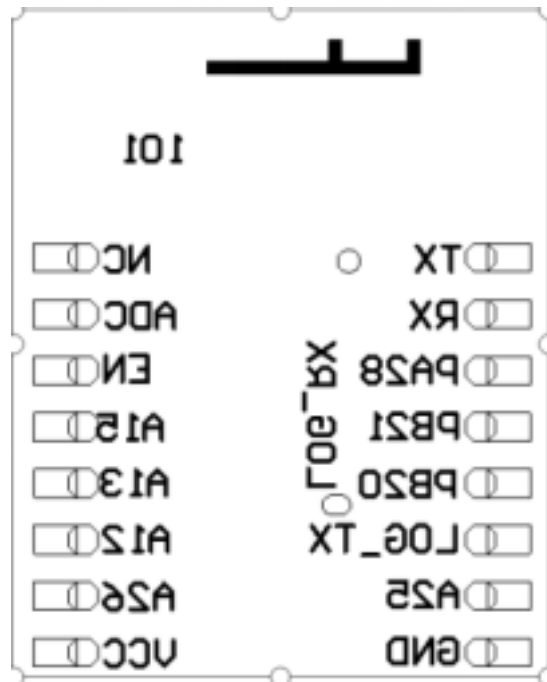 101
NC
TX
ADC
RX
EN
PA28
LOG_RX
A15
PB21
A13
PB20
A12
LOG_TX
A26
A25
VCC
GND